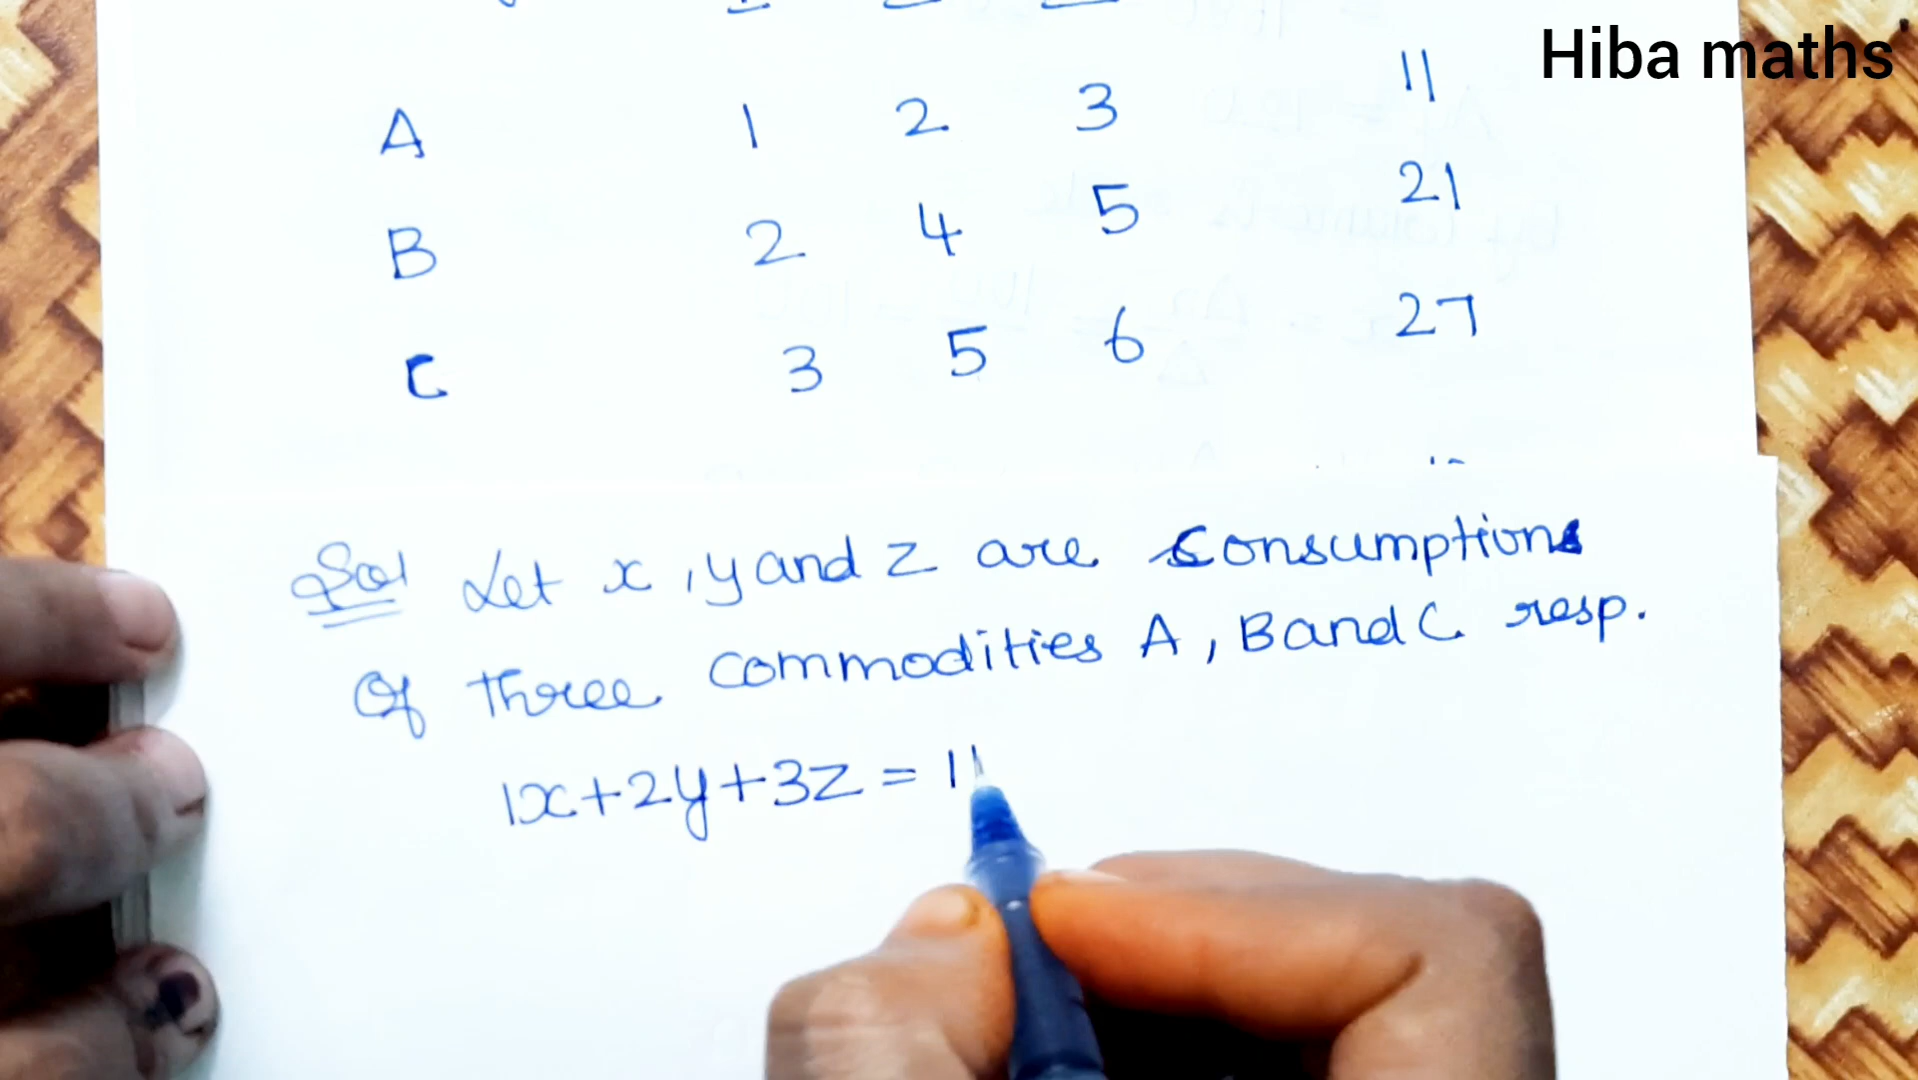 Hiba maths
A 1 2 3 11
B 2 4 5 21
C 3 5 6 27
Sol Let x, y and z are consumptions
Of three commodities A, B and C resp.
1x+2y+3z = 11